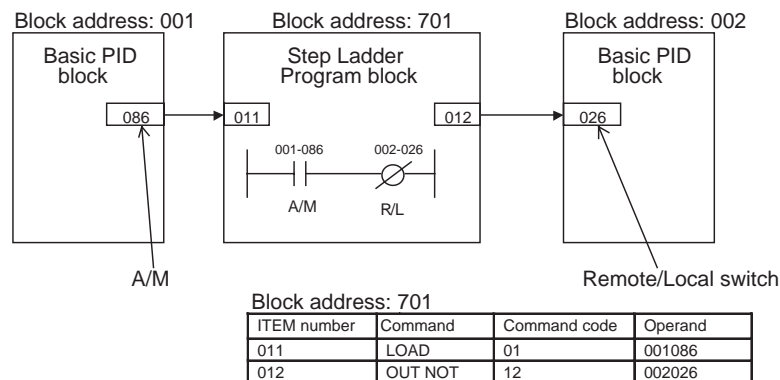 Block address: 001
Block address: 701
Block address: 002
Basic PID
block
Step Ladder
Program block
Basic PID
block
086
011
012
026
001-086
002-026
A/M
R/L
A/M
Remote/Local switch
Block address: 701
ITEM number Command Command code Operand
011 LOAD 01 001086
012 OUT NOT 12 002026